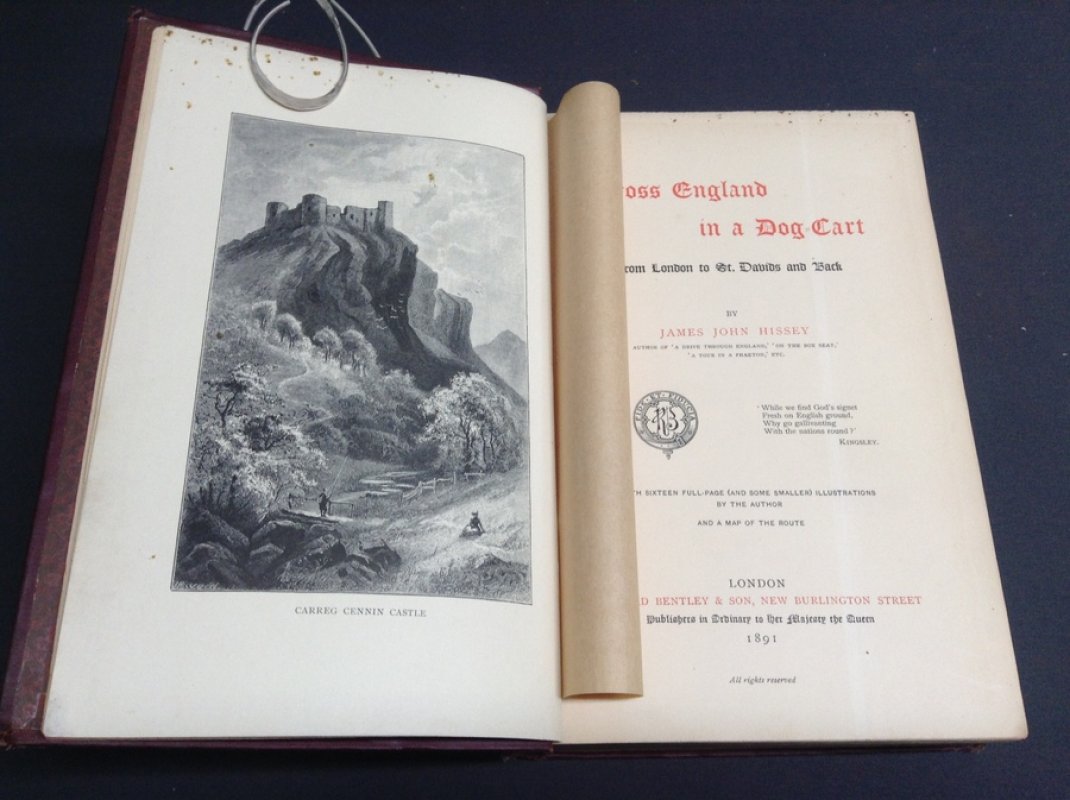 CARREG CENNIN CASTLE
oss England
in a Dog-Cart
rom London to St. Davids and Back
BY
JAMES JOHN HISSEY
AUTHOR OF 'A DRIVE THROUGH ENGLAND,' 'ON THE BOX SEAT,'
'A TOUR IN A PHAETON,' ETC.
RB
'While we find God's signet
Fresh on English ground,
Why go gallivanting
With the nations round?'
KINGSLEY.
H SIXTEEN FULL-PAGE (AND SOME SMALLER) ILLUSTRATIONS
BY THE AUTHOR
AND A MAP OF THE ROUTE
LONDON
D BENTLEY & SON, NEW BURLINGTON STREET
Publishers in Ordinary to Her Majesty the Queen
1891
All rights reserved